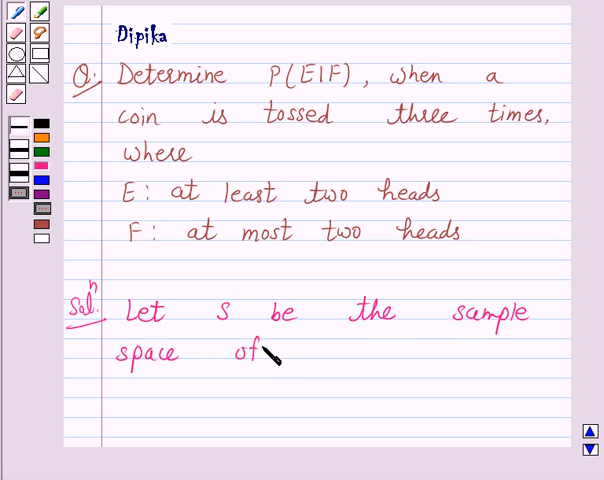 Dipika
Q. Determine P(E|F), when a
coin is tossed three times,
where
E: at least two heads
F: at most two heads
Solⁿ. Let S be the sample
space of